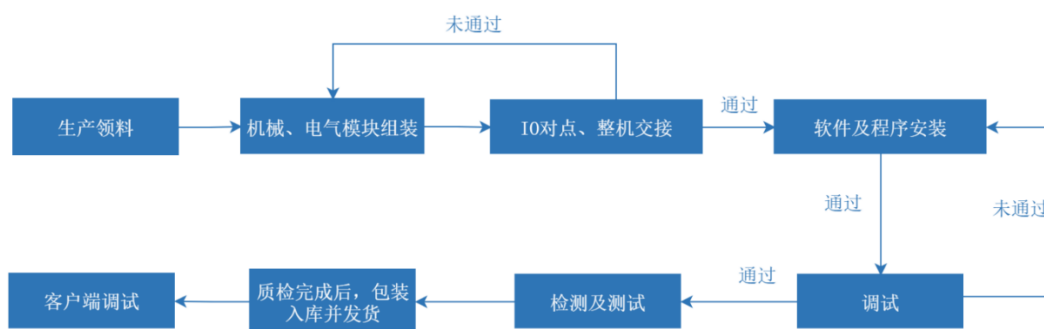 未通过
生产领料
机械、电气模块组装
IO对点、整机交接
通过
软件及程序安装
通过
未通过
客户端调试
质检完成后，包装
入库并发货
检测及测试
通过
调试